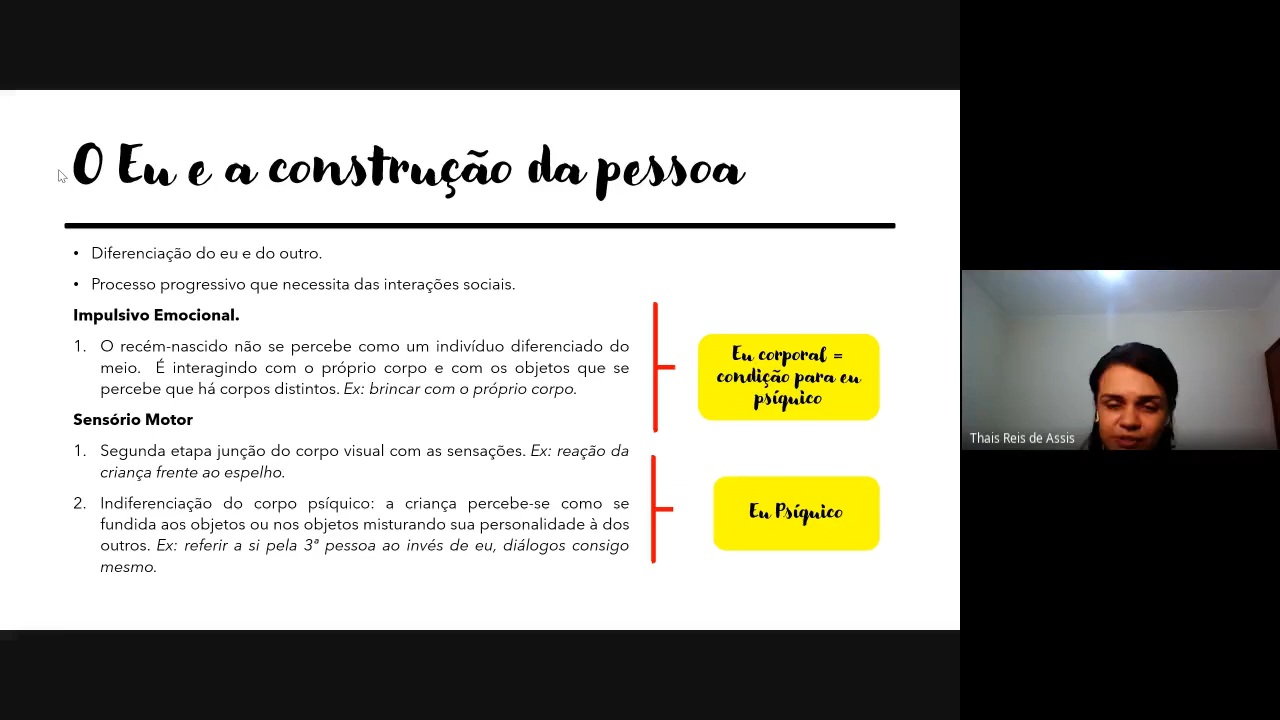 O Eu e a construção da pessoa
• Diferenciação do eu e do outro.
• Processo progressivo que necessita das interações sociais.
Impulsivo Emocional.
1. O recém-nascido não se percebe como um indivíduo diferenciado do
meio. É interagindo com o próprio corpo e com os objetos que se
percebe que há corpos distintos. Ex: brincar com o próprio corpo.
Sensório Motor
1. Segunda etapa junção do corpo visual com as sensações. Ex: reação da
criança frente ao espelho.
2. Indiferenciação do corpo psíquico: a criança percebe-se como se
fundida aos objetos ou nos objetos misturando sua personalidade à dos
outros. Ex: referir a si pela 3ª pessoa ao invés de eu, diálogos consigo
mesmo.
Eu corporal =
condição para eu
psíquico
Eu Psíquico
Thais Reis de Assis